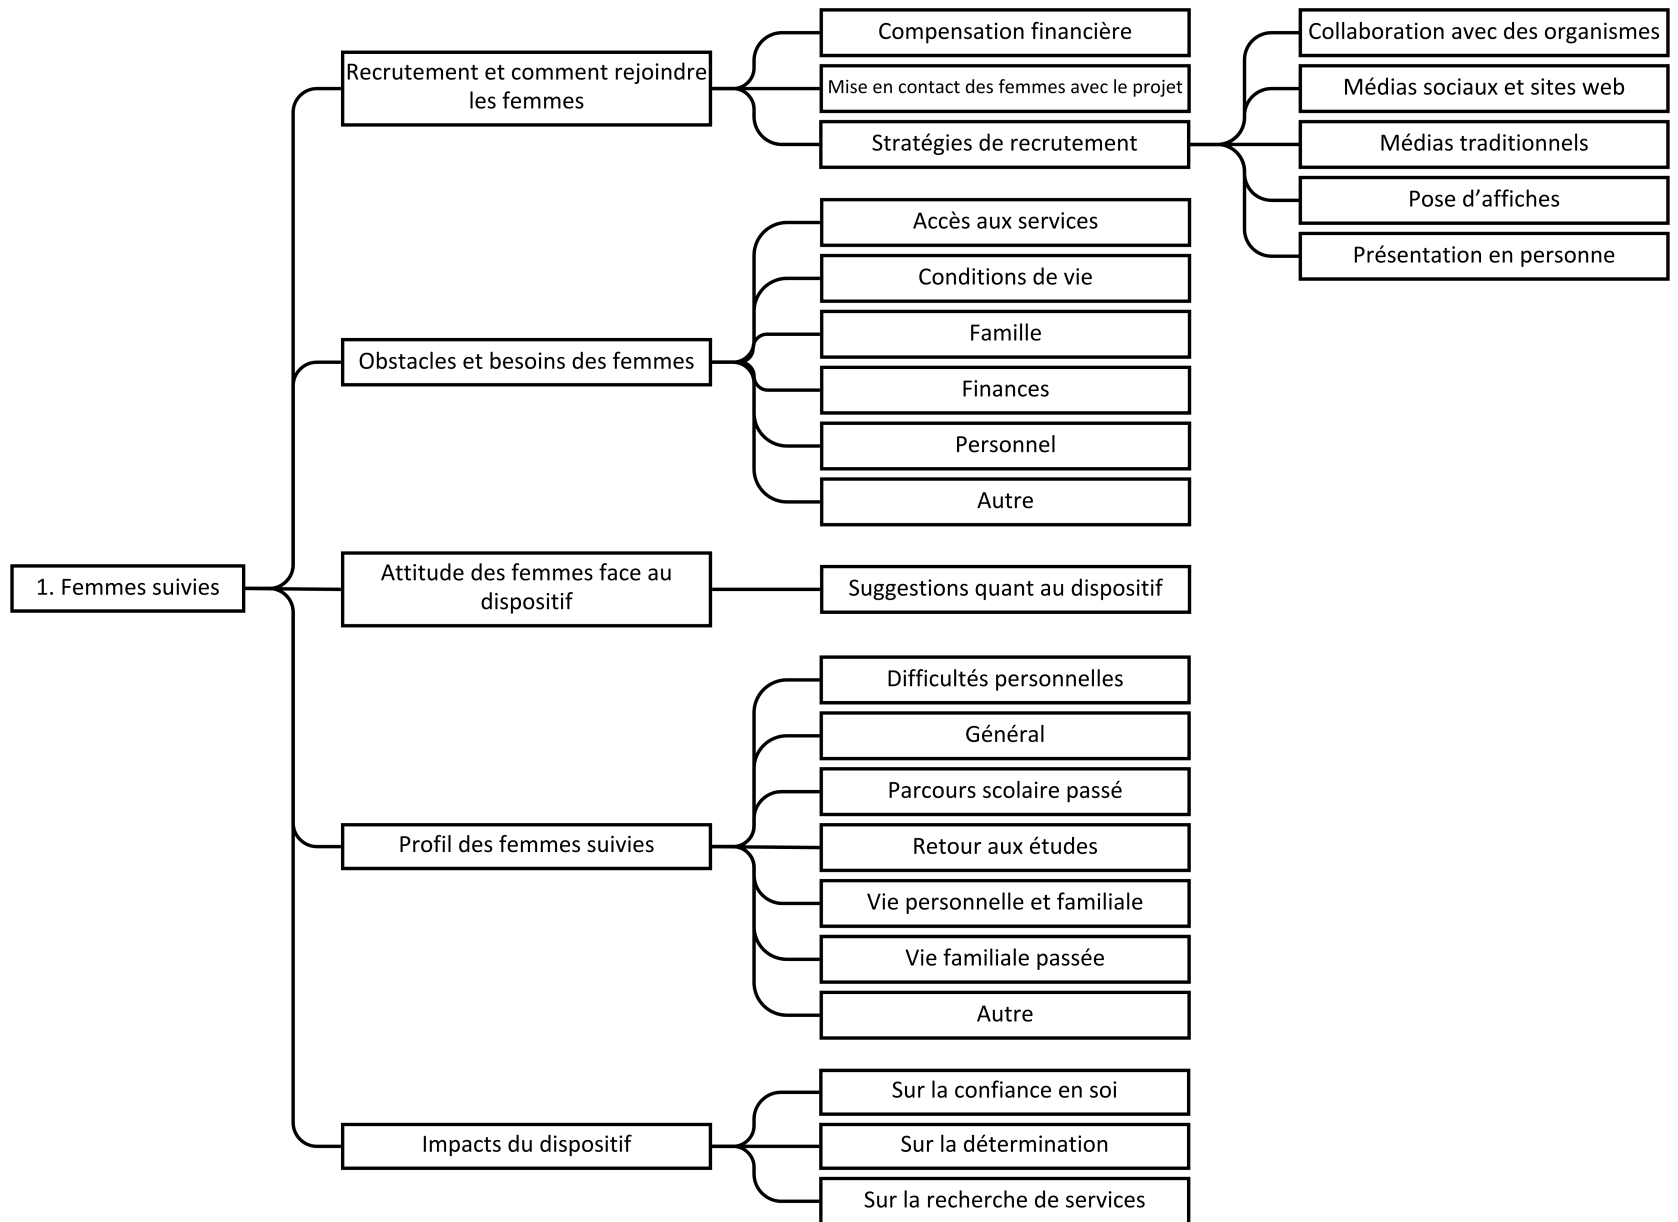 1. Femmes suivies
Recrutement et comment rejoindre
les femmes
Compensation financière
Mise en contact des femmes avec le projet
Stratégies de recrutement
Collaboration avec des organismes
Médias sociaux et sites web
Médias traditionnels
Pose d’affiches
Présentation en personne
Obstacles et besoins des femmes
Accès aux services
Conditions de vie
Famille
Finances
Personnel
Autre
Attitude des femmes face au
dispositif
Suggestions quant au dispositif
Profil des femmes suivies
Difficultés personnelles
Général
Parcours scolaire passé
Retour aux études
Vie personnelle et familiale
Vie familiale passée
Autre
Impacts du dispositif
Sur la confiance en soi
Sur la détermination
Sur la recherche de services